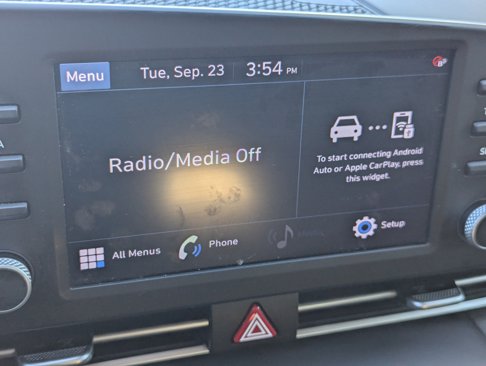 Menu
Tue, Sep. 23
3:54 PM
Radio/Media Off
To start connecting Android
Auto or Apple CarPlay, press
this widget.
All Menus
Phone
Media
Setup